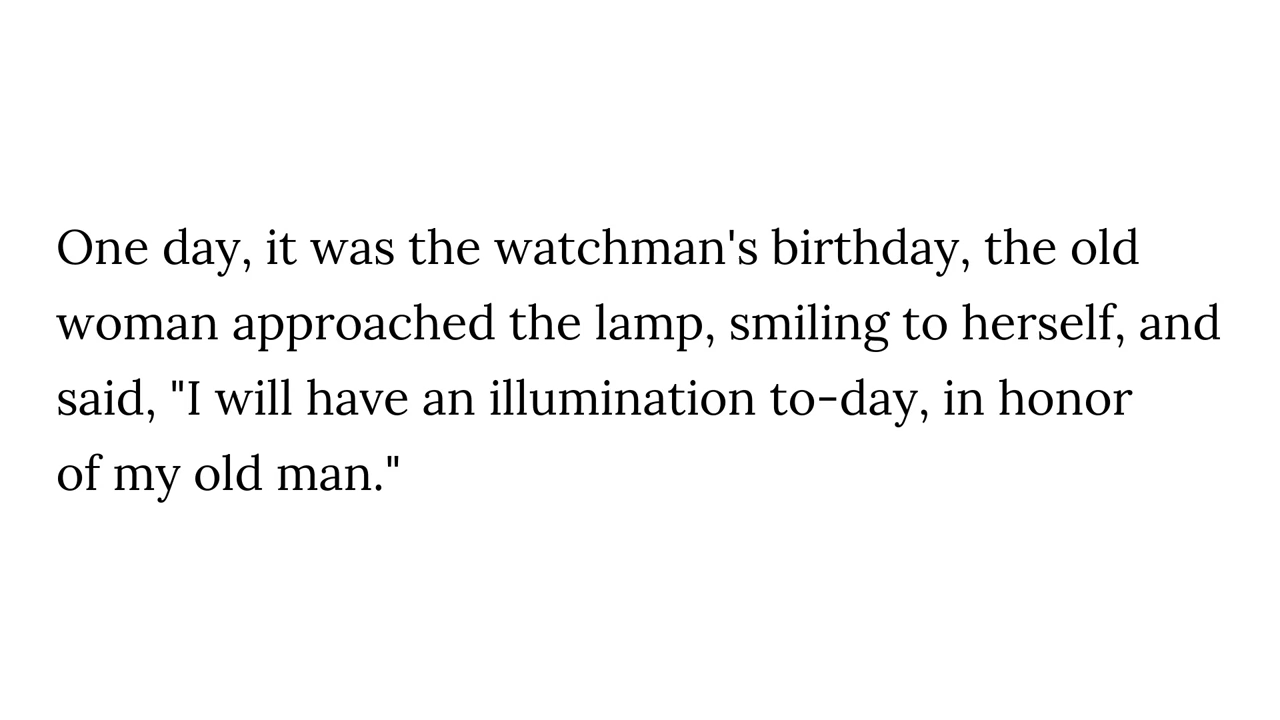 One day, it was the watchman's birthday, the old
woman approached the lamp, smiling to herself, and
said, "I will have an illumination to-day, in honor
of my old man."